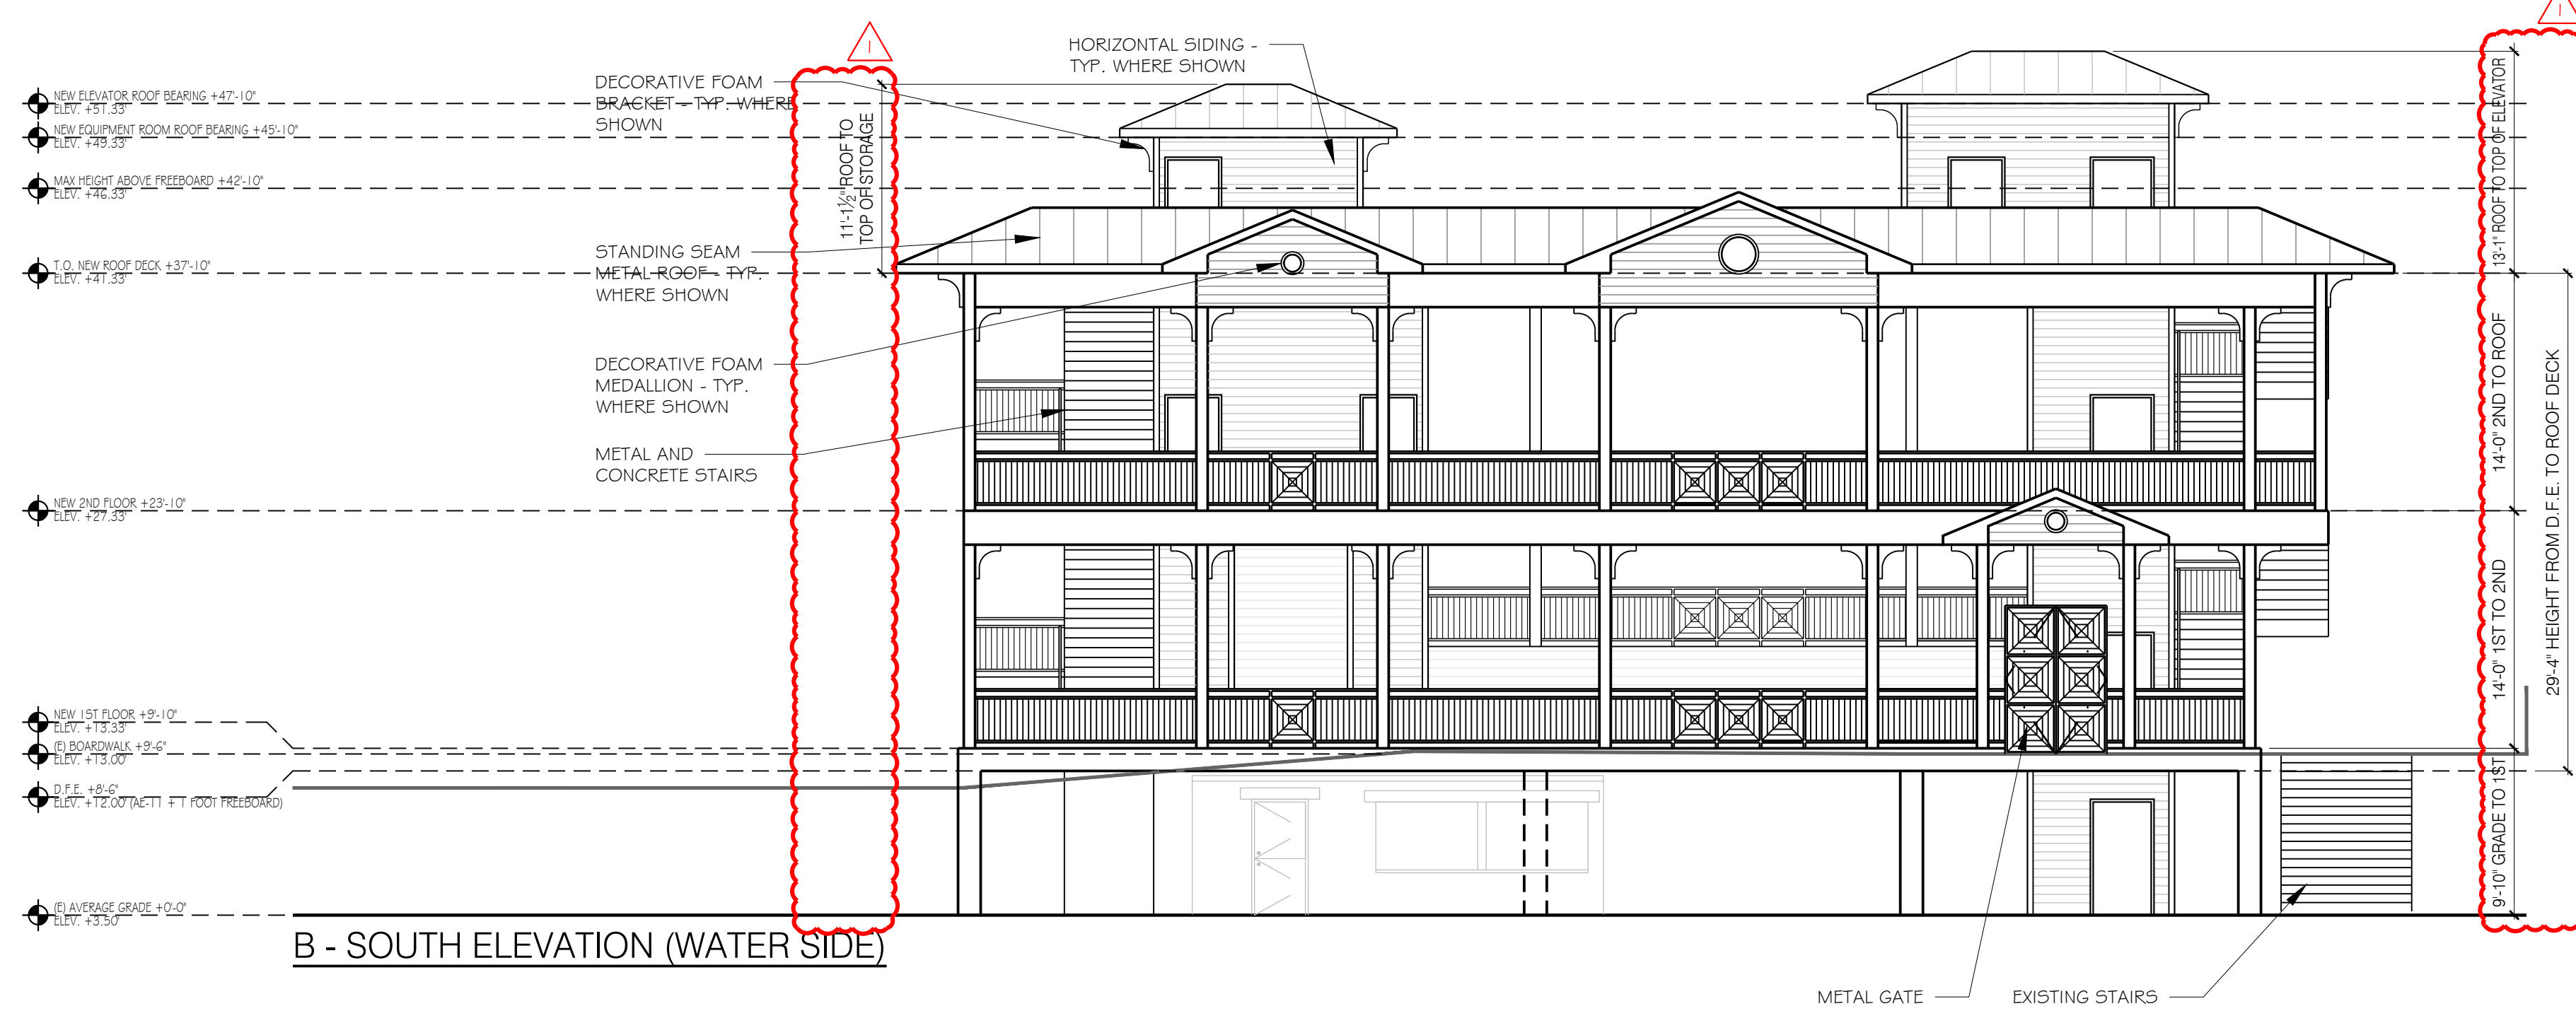 1
1
HORIZONTAL SIDING -
TYP. WHERE SHOWN
DECORATIVE FOAM
BRACKET - TYP. WHERE
SHOWN
NEW ELEVATOR ROOF BEARING +47'-10"
ELEV. +51.33'
NEW EQUIPMENT ROOM ROOF BEARING +45'-10"
ELEV. +49.33'
MAX HEIGHT ABOVE FREEBOARD +42'-10"
ELEV. +46.33'
11'-1½" ROOF TO
TOP OF STORAGE
STANDING SEAM
METAL ROOF - TYP.
WHERE SHOWN
T.O. NEW ROOF DECK +37'-10"
ELEV. +41.33'
DECORATIVE FOAM
MEDALLION - TYP.
WHERE SHOWN
METAL AND
CONCRETE STAIRS
NEW 2ND FLOOR +23'-10"
ELEV. +27.33'
NEW 1ST FLOOR +9'-10"
ELEV. +13.33'
(E) BOARDWALK +9'-6"
ELEV. +13.00'
D.F.E. +8'-6"
ELEV. +12.00' (AE-11 + 1 FOOT FREEBOARD)
(E) AVERAGE GRADE +0'-0"
ELEV. +3.50'
13'-1" ROOF TO TOP OF ELEVATOR
14'-0" 2ND TO ROOF
14'-0" 1ST TO 2ND
9'-10" GRADE TO 1ST
29'-4" HEIGHT FROM D.F.E. TO ROOF DECK
B - SOUTH ELEVATION (WATER SIDE)
METAL GATE
EXISTING STAIRS